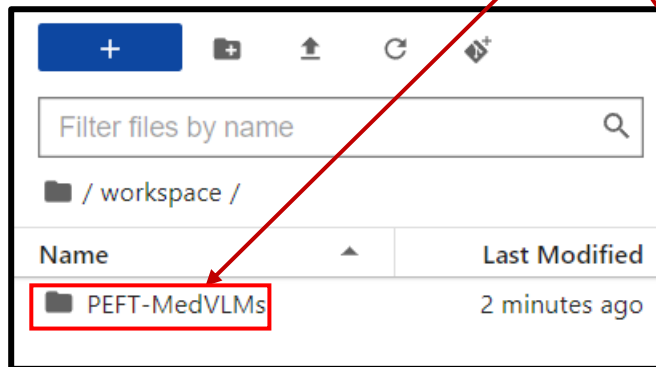 Filter files by name
/ workspace /
Name Last Modified
PEFT-MedVLMs 2 minutes ago